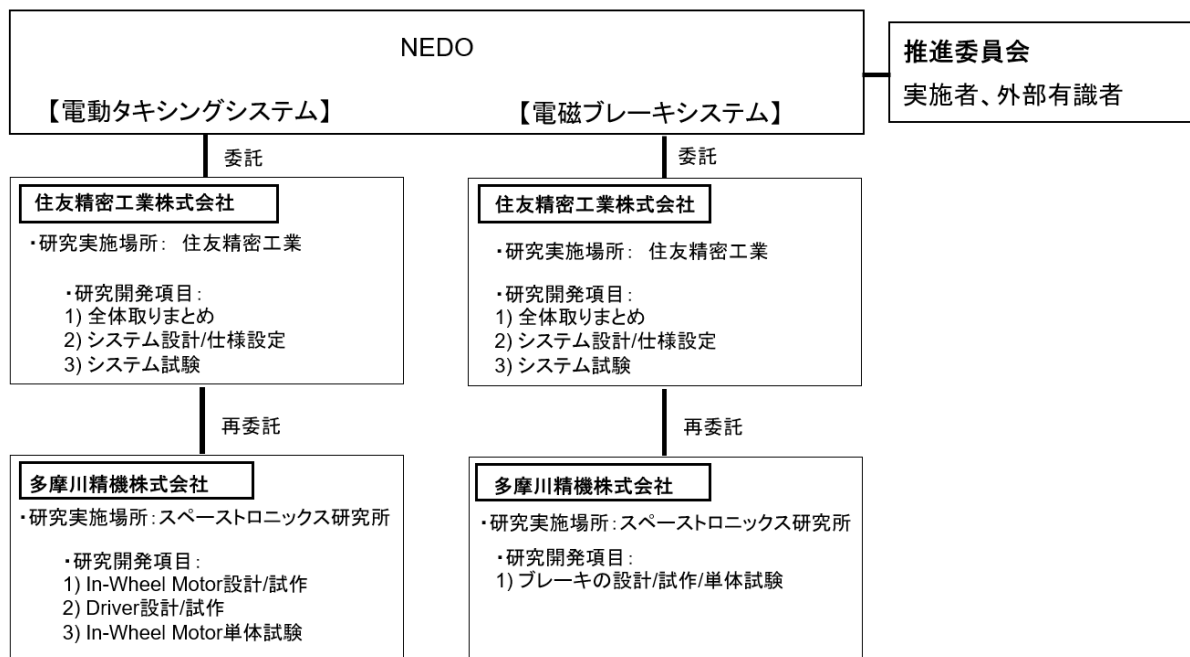 NEDO
【電動タキシングシステム】
【電磁ブレーキシステム】
推進委員会
実施者、外部有識者
委託
住友精密工業株式会社
・研究実施場所： 住友精密工業
・研究開発項目：
1) 全体取りまとめ
2) システム設計/仕様設定
3) システム試験
再委託
多摩川精機株式会社
・研究実施場所：スペーストロニックス研究所
・研究開発項目：
1) In-Wheel Motor設計/試作
2) Driver設計/試作
3) In-Wheel Motor単体試験
委託
住友精密工業株式会社
・研究実施場所： 住友精密工業
・研究開発項目：
1) 全体取りまとめ
2) システム設計/仕様設定
3) システム試験
再委託
多摩川精機株式会社
・研究実施場所：スペーストロニックス研究所
・研究開発項目：
1) ブレーキの設計/試作/単体試験